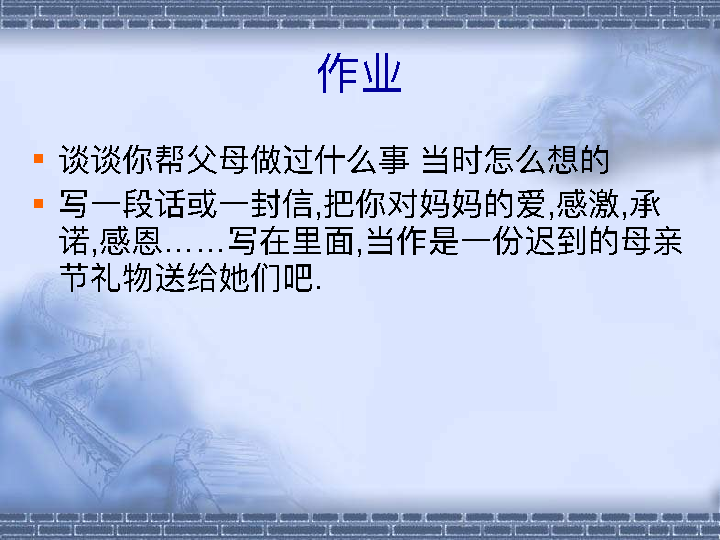 作业
谈谈你帮父母做过什么事 当时怎么想的
写一段话或一封信,把你对妈妈的爱,感激,承
诺,感恩……写在里面,当作是一份迟到的母亲
节礼物送给她们吧.